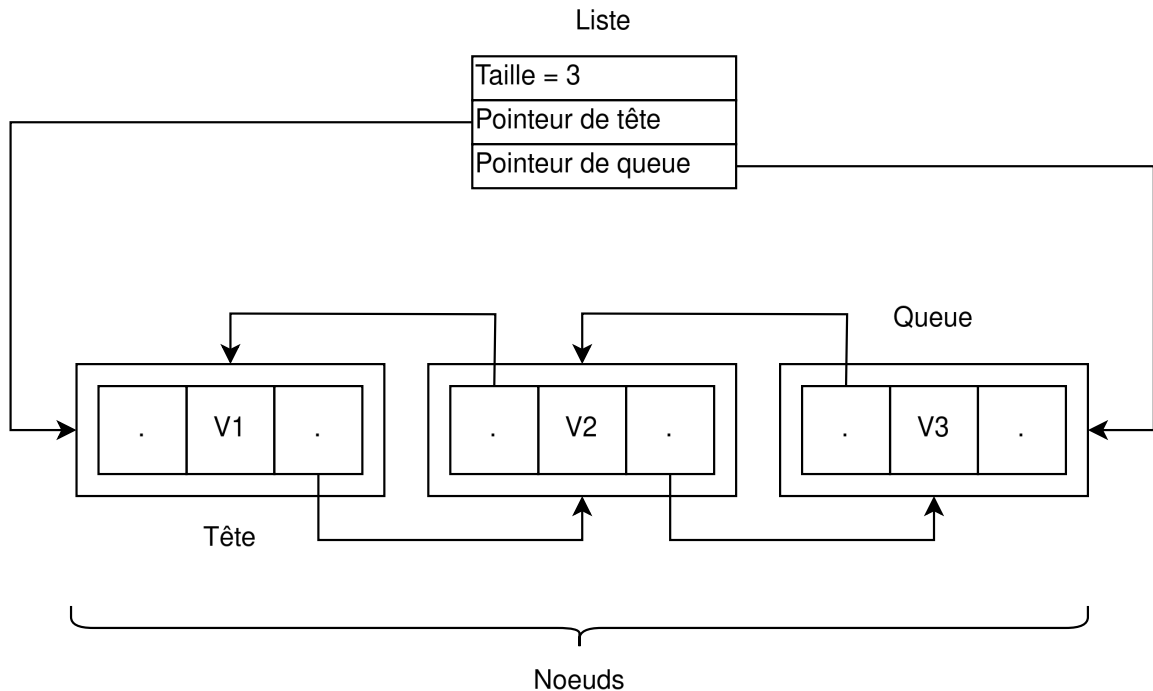 Liste
Taille = 3
Pointeur de tête
Pointeur de queue
Queue
. V1 . . V2 . . V3 .
Tête
Noeuds